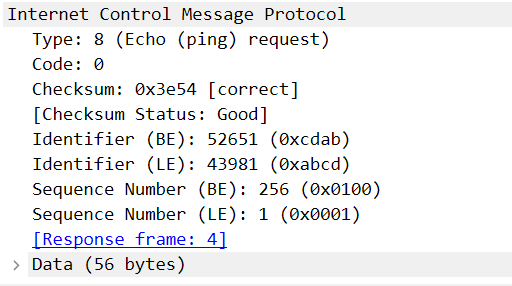 Internet Control Message Protocol
Type: 8 (Echo (ping) request)
Code: 0
Checksum: 0x3e54 [correct]
[Checksum Status: Good]
Identifier (BE): 52651 (0xcdab)
Identifier (LE): 43981 (0xabcd)
Sequence Number (BE): 256 (0x0100)
Sequence Number (LE): 1 (0x0001)
[Response frame: 4]
Data (56 bytes)